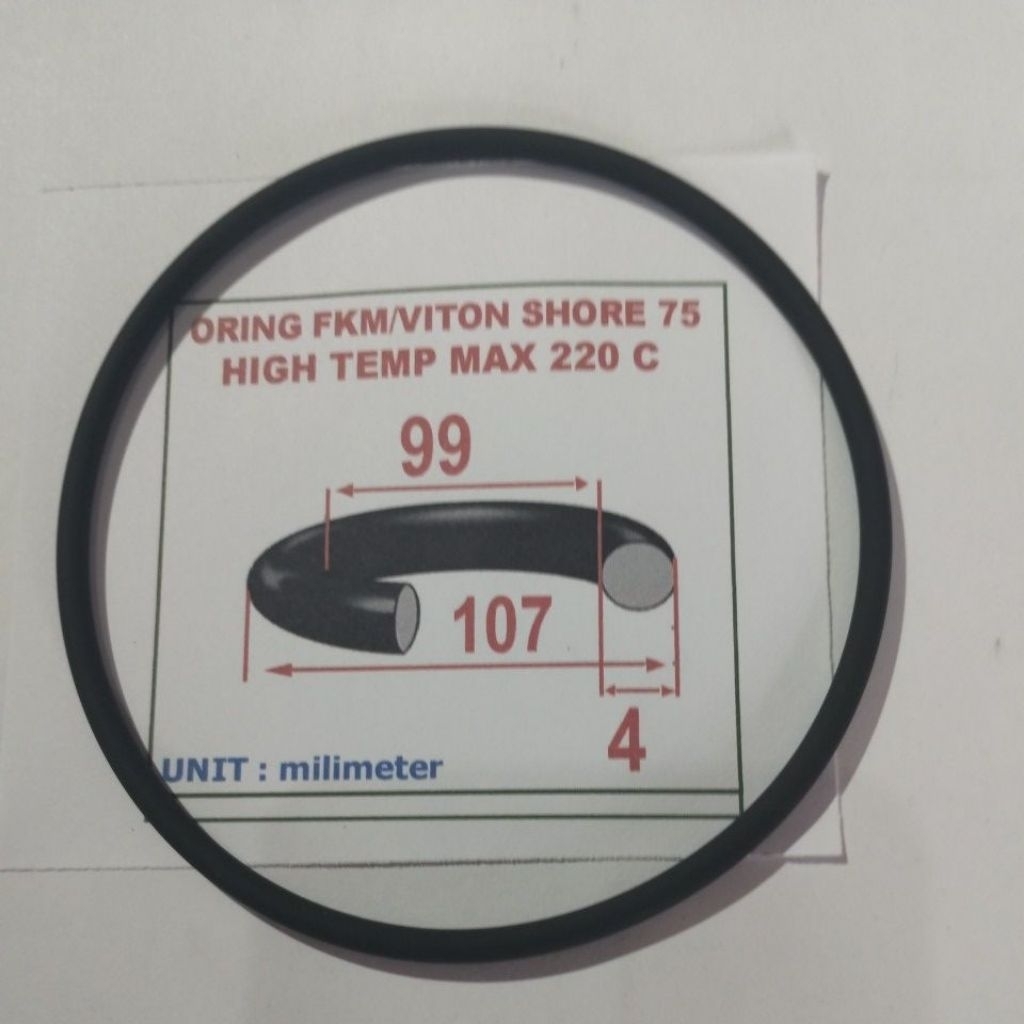 ORING FKM/VITON SHORE 75
HIGH TEMP MAX 220 C
99
107
4
UNIT : milimeter